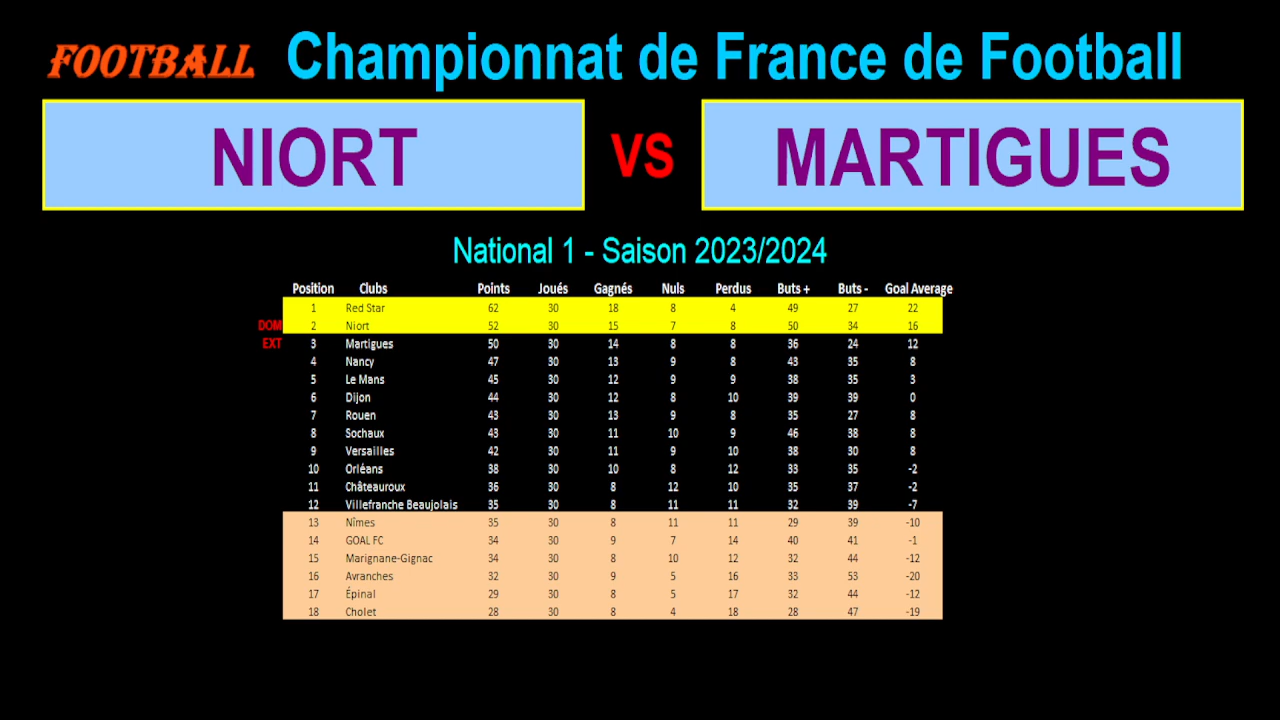 FOOTBALL Championnat de France de Football
NIORT VS MARTIGUES
National 1 - Saison 2023/2024
Position Clubs Points Joués Gagnés Nuls Perdus Buts + Buts - Goal Average
1 Red Star 62 30 18 8 4 49 27 22
DOM 2 Niort 52 30 15 7 8 50 34 16
EXT 3 Martigues 50 30 14 8 8 36 24 12
4 Nancy 47 30 13 9 8 43 35 8
5 Le Mans 45 30 12 9 9 38 35 3
6 Dijon 44 30 12 8 10 39 39 0
7 Rouen 43 30 13 9 8 35 27 8
8 Sochaux 43 30 11 10 9 46 38 8
9 Versailles 42 30 11 9 10 38 30 8
10 Orléans 38 30 10 8 12 33 35 -2
11 Châteauroux 36 30 8 12 10 35 37 -2
12 Villefranche Beaujolais 35 30 8 11 11 32 39 -7
13 Nîmes 35 30 8 11 11 29 39 -10
14 GOAL FC 34 30 9 7 14 40 41 -1
15 Marignane-Gignac 34 30 8 10 12 32 44 -12
16 Avranches 32 30 9 5 16 33 53 -20
17 Épinal 29 30 8 5 17 32 44 -12
18 Cholet 28 30 8 4 18 28 47 -19